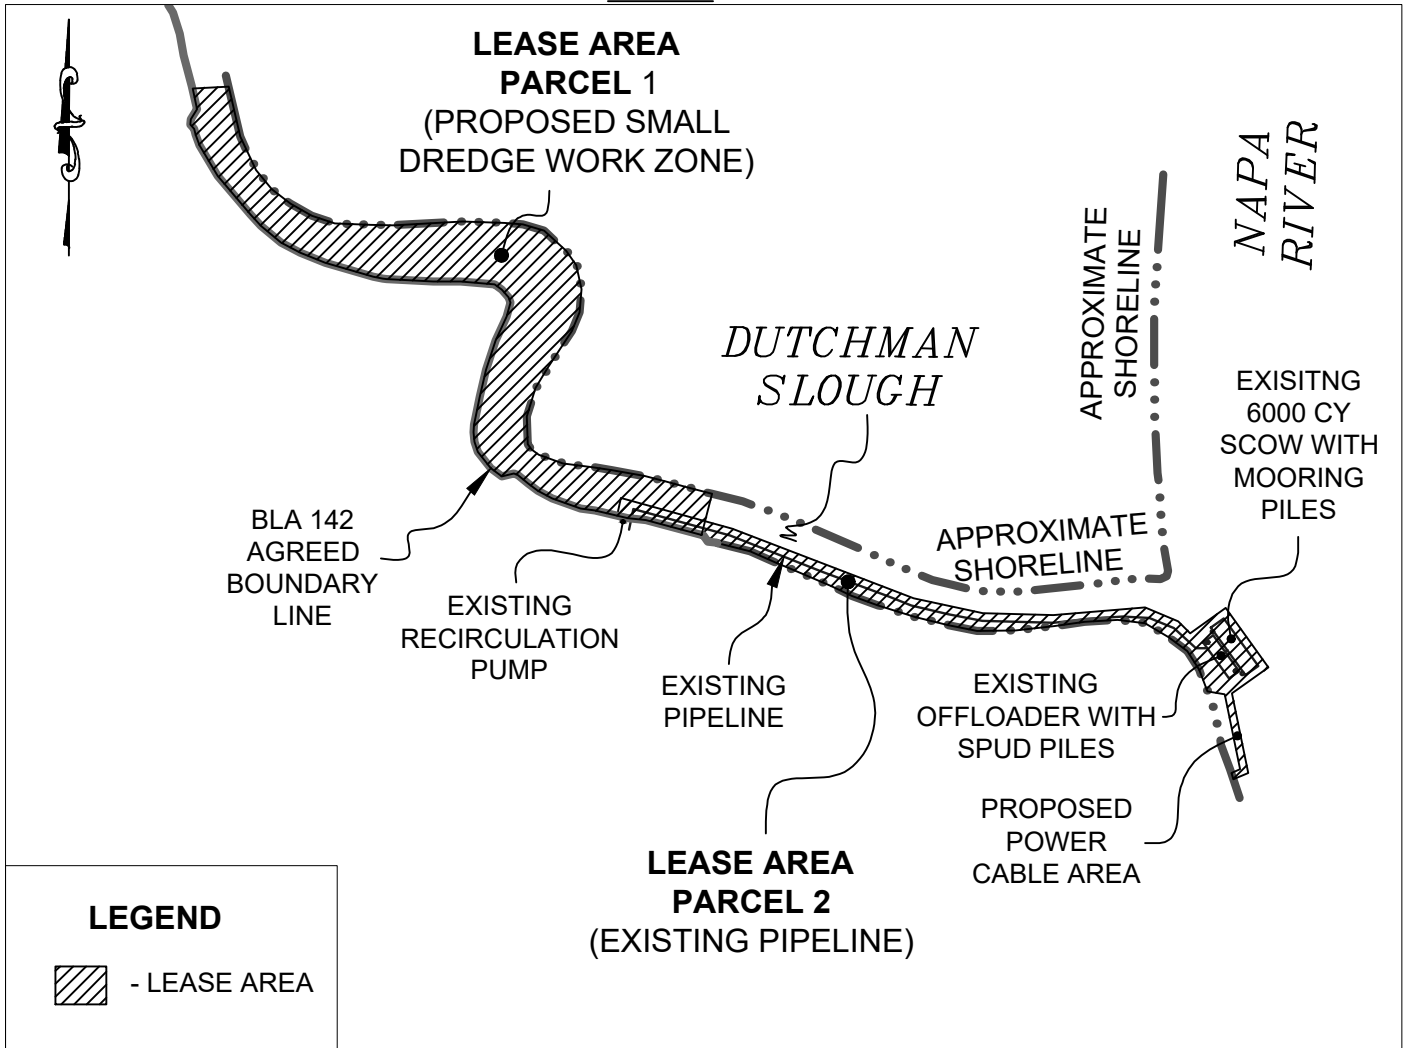 LEASE AREA
PARCEL 1
(PROPOSED SMALL
DREDGE WORK ZONE)
NAPA
RIVER
APPROXIMATE
SHORELINE
DUTCHMAN
SLOUGH
EXISITNG
6000 CY
SCOW WITH
MOORING
PILES
BLA 142
AGREED
BOUNDARY
LINE
APPROXIMATE
SHORELINE
EXISTING
RECIRCULATION
PUMP
EXISTING
PIPELINE
EXISTING
OFFLOADER WITH
SPUD PILES
PROPOSED
POWER
CABLE AREA
LEASE AREA
PARCEL 2
(EXISTING PIPELINE)
LEGEND
- LEASE AREA